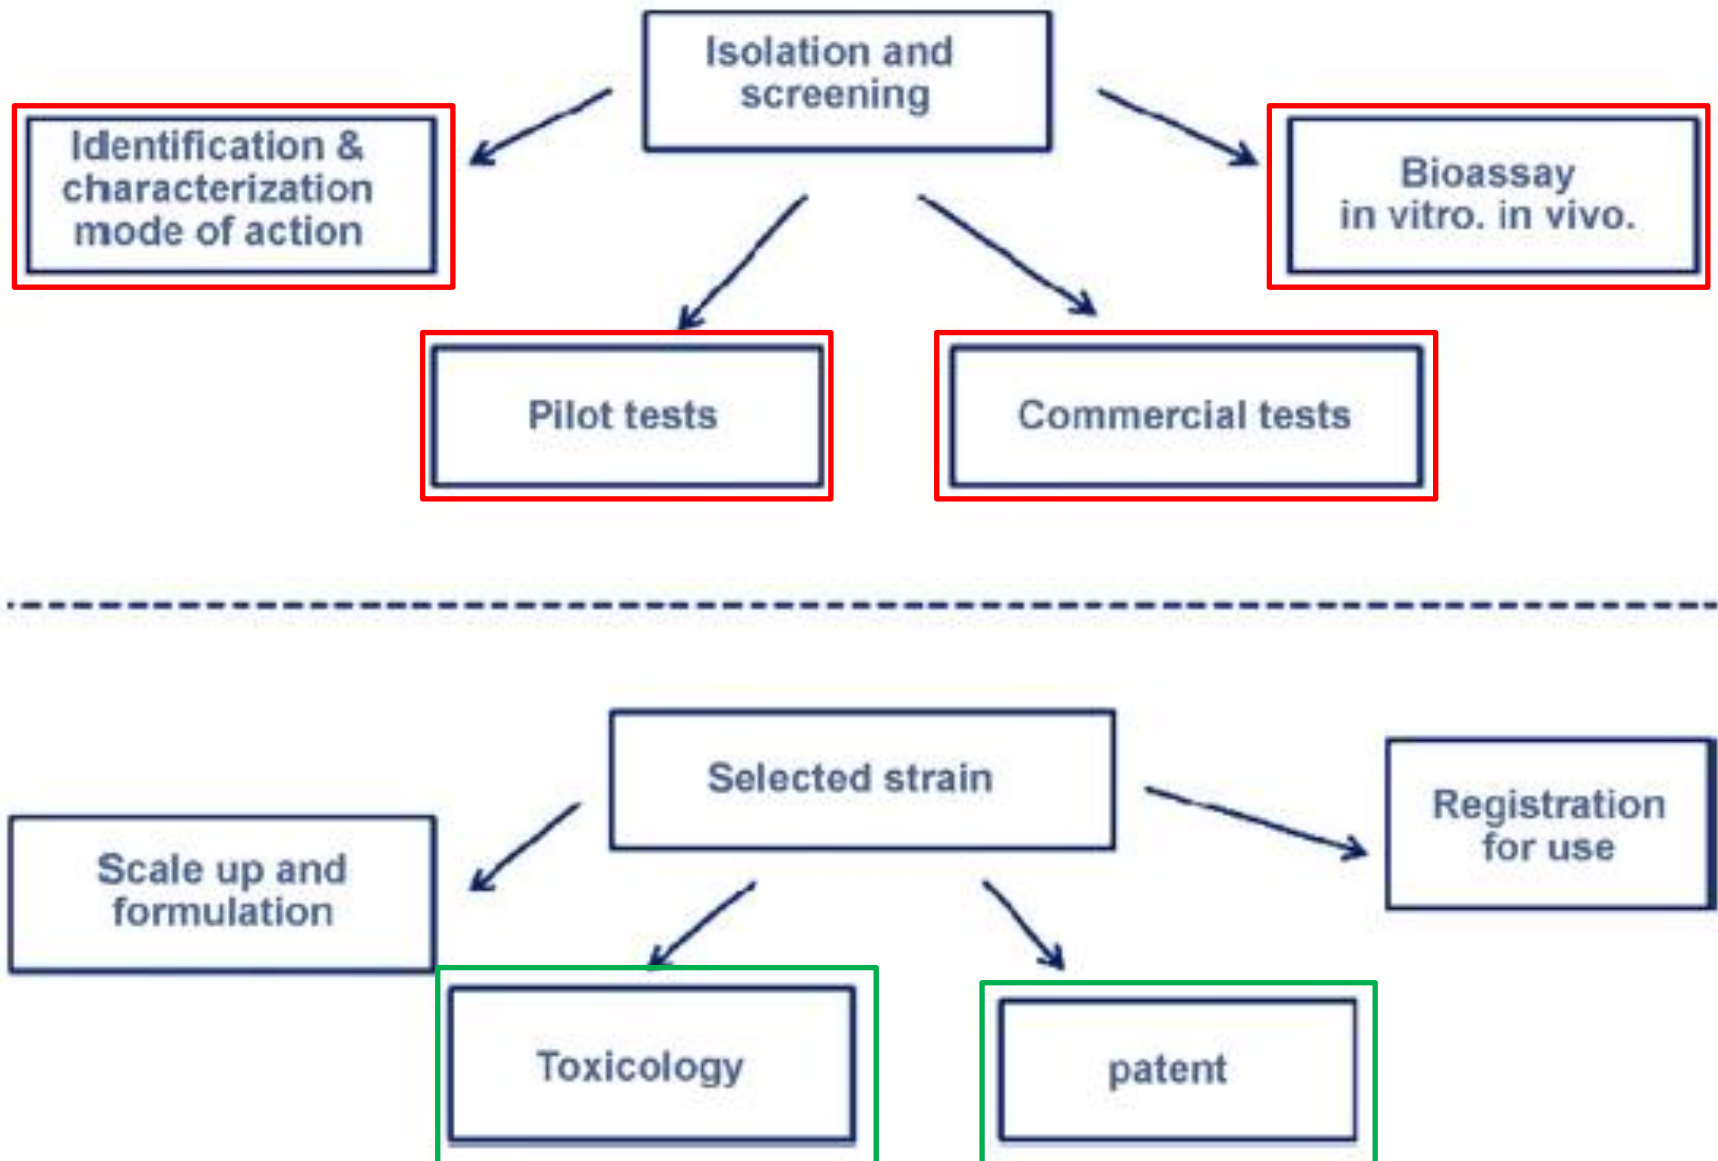 Isolation and
screening
Identification &
characterization
mode of action
Bioassay
in vitro. in vivo.
Pilot tests
Commercial tests
Selected strain
Registration
for use
Scale up and
formulation
Toxicology
patent